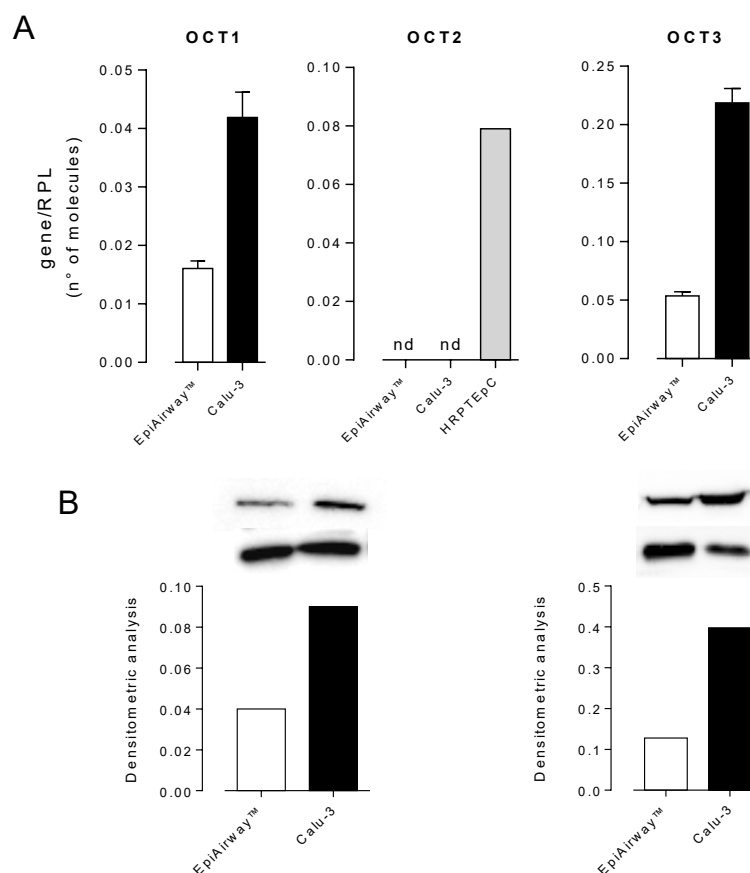 A
OCT1
OCT2
OCT3
gene/RPL
(n° of molecules)
0.05
0.04
0.03
0.02
0.01
0.00
EpiAirway™
Calu-3
0.10
0.08
0.06
0.04
0.02
0.00
nd
nd
EpiAirway™
Calu-3
HRPTEpC
0.25
0.20
0.15
0.10
0.05
0.00
EpiAirway™
Calu-3
B
Densitometric analysis
0.10
0.08
0.06
0.04
0.02
0.00
EpiAirway™
Calu-3
Densitometric analysis
0.5
0.4
0.3
0.2
0.1
0.0
EpiAirway™
Calu-3